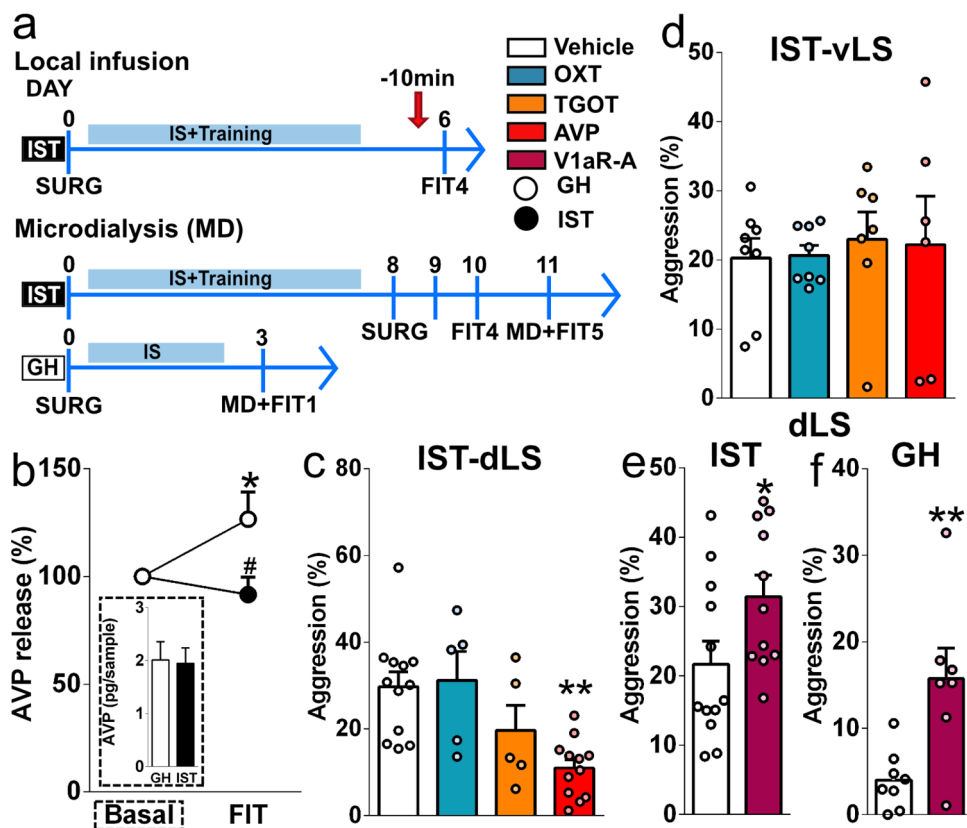 a
Local infusion
DAY
0
-10min
6
IST
IS+Training
SURG
FIT4
Microdialysis (MD)
0
8
9
10
11
IST
IS+Training
SURG
FIT4
MD+FIT5
0
3
GH
IS
SURG
MD+FIT1
Vehicle
OXT
TGOT
AVP
V1aR-A
GH
IST
d
IST-vLS
Aggression (%)
50
40
30
20
10
0
b
AVP release (%)
150
100
50
0
*
#
AVP (pg/sample)
3
2
1
0
GH IST
Basal
FIT
c
IST-dLS
Aggression (%)
80
60
40
20
0
**
dLS
e
IST
Aggression (%)
50
40
30
20
10
0
*
f
GH
Aggression (%)
40
30
20
10
0
**